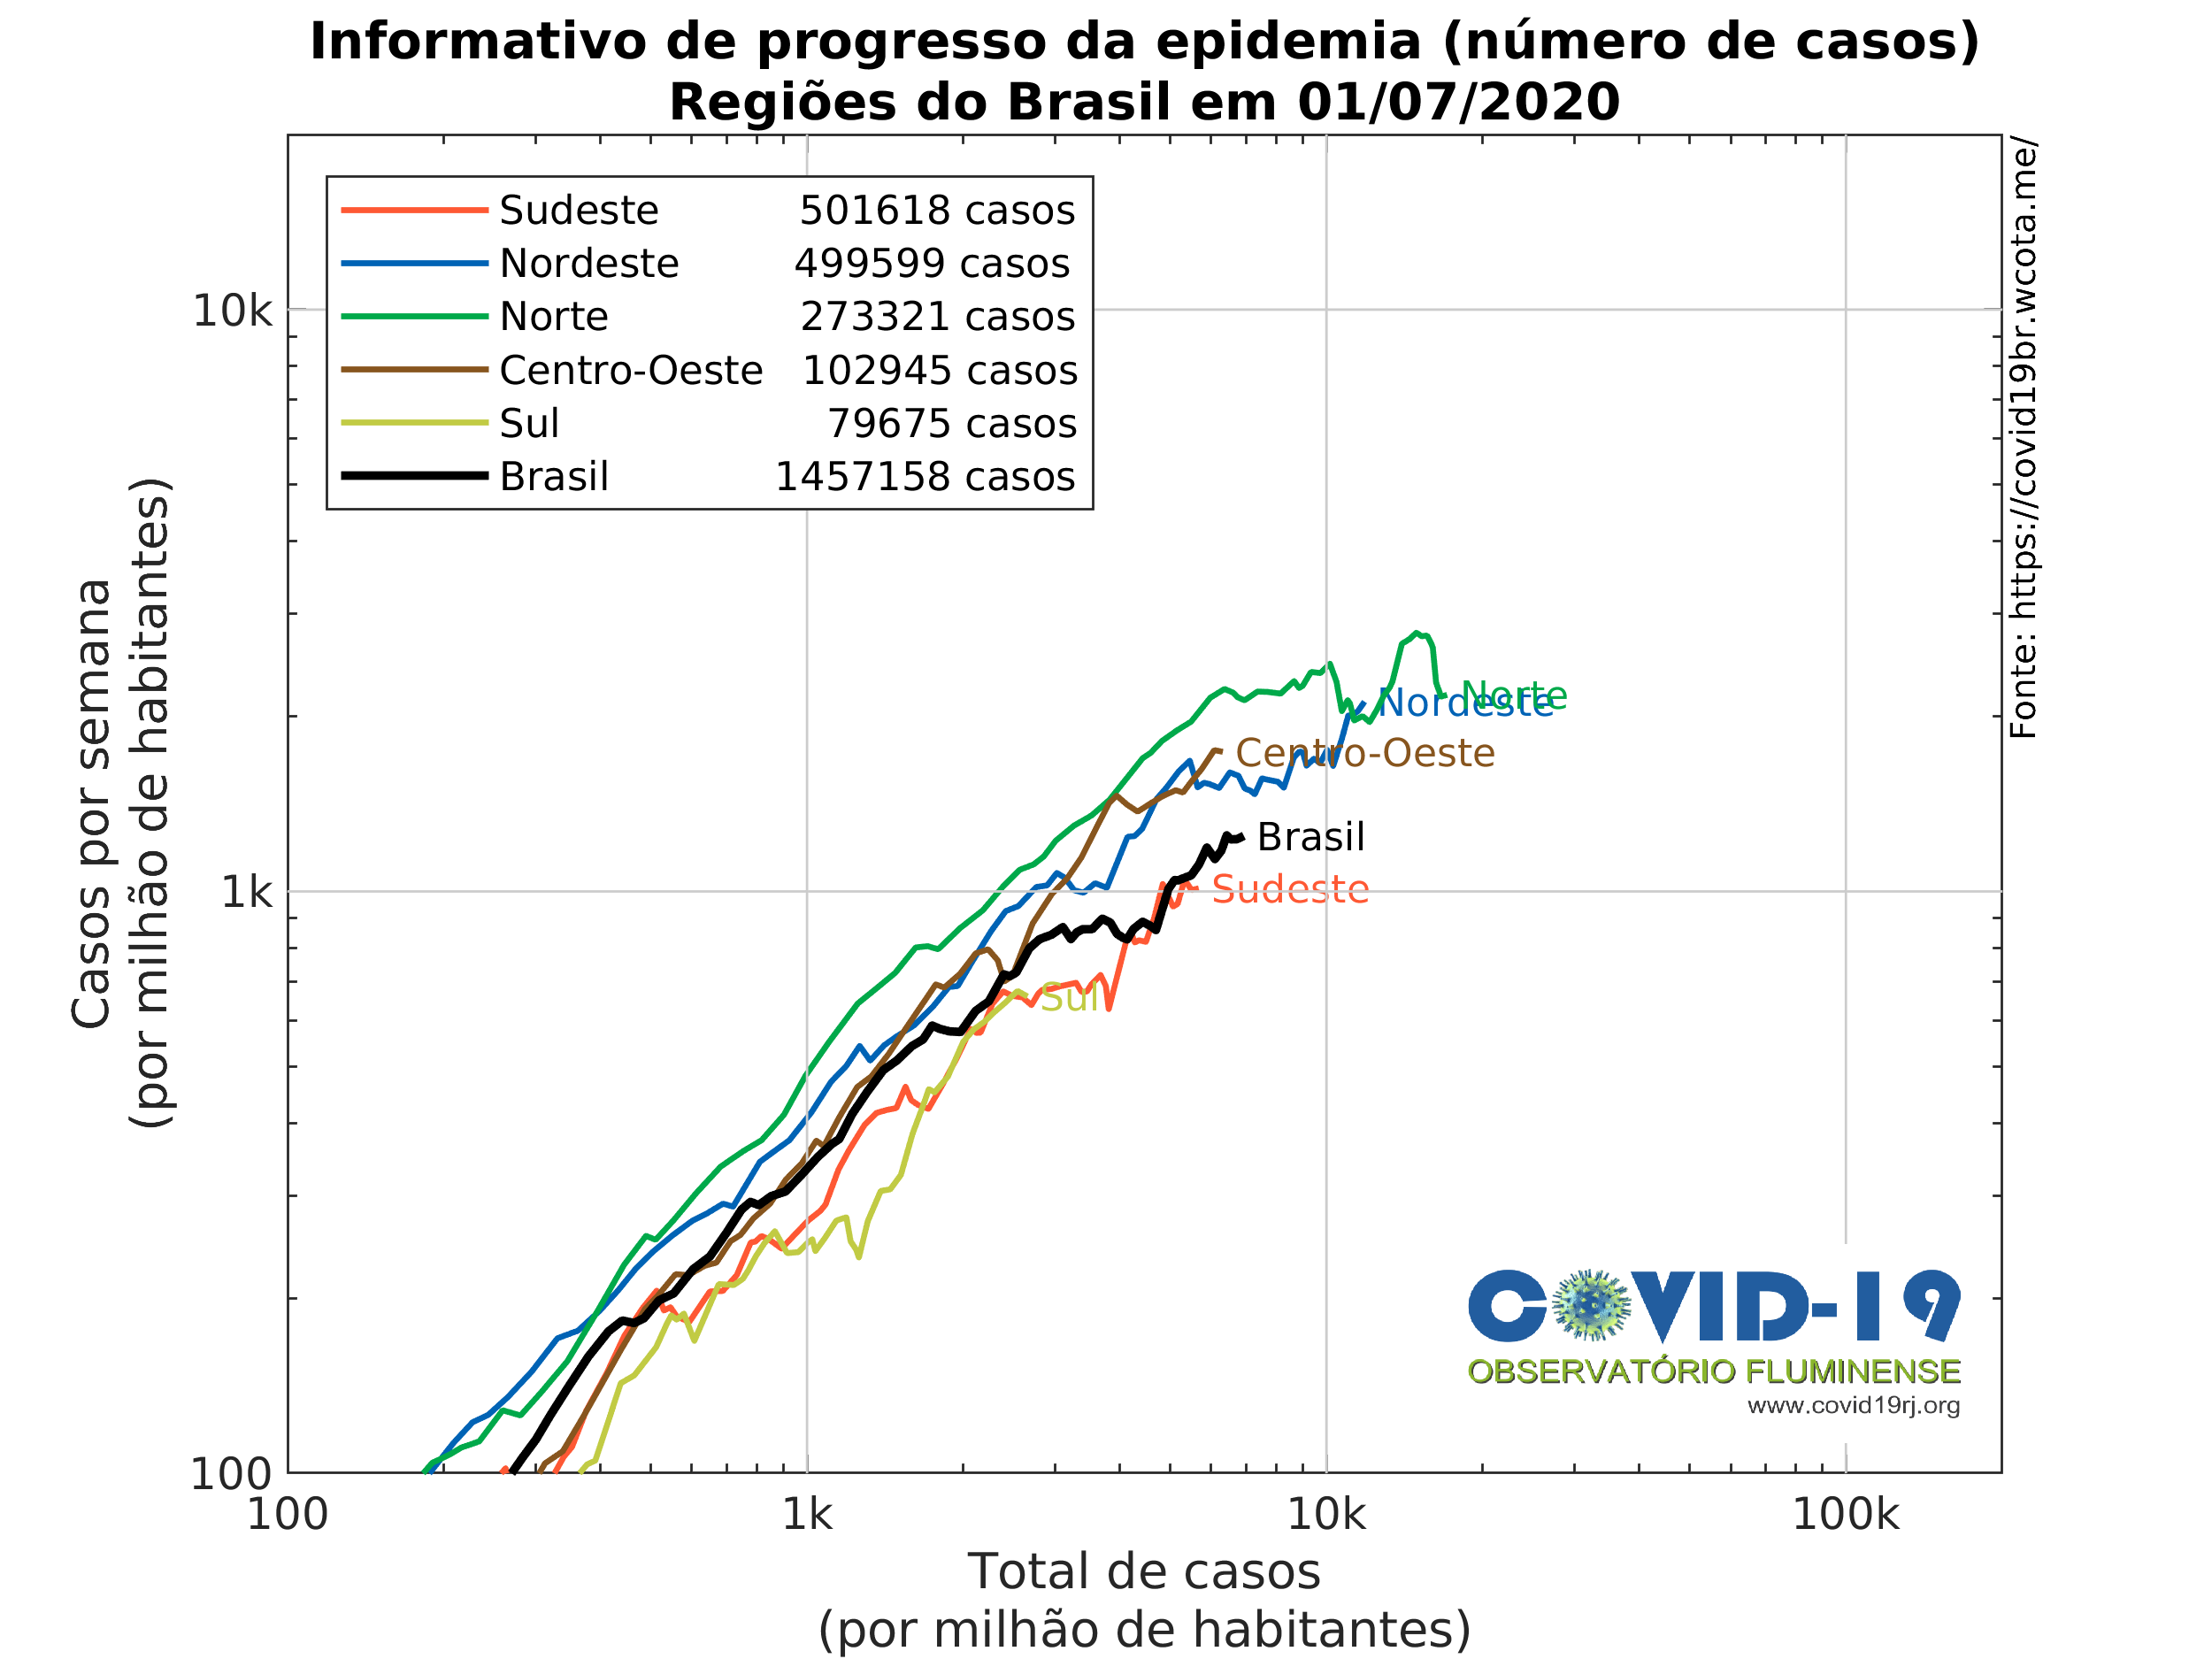 Informativo de progresso da epidemia (número de casos)
Regiões do Brasil em 01/07/2020
Sudeste 501618 casos
Nordeste 499599 casos
Norte 273321 casos
Centro-Oeste 102945 casos
Sul 79675 casos
Brasil 1457158 casos
Fonte: https://covid19br.wcota.me/
Casos por semana
(por milhão de habitantes)
10k
1k
100
Norte
Nordeste
Centro-Oeste
Brasil
Sudeste
Sul
COVID-19
OBSERVATÓRIO FLUMINENSE
www.covid19rj.org
100 1k 10k 100k
Total de casos
(por milhão de habitantes)